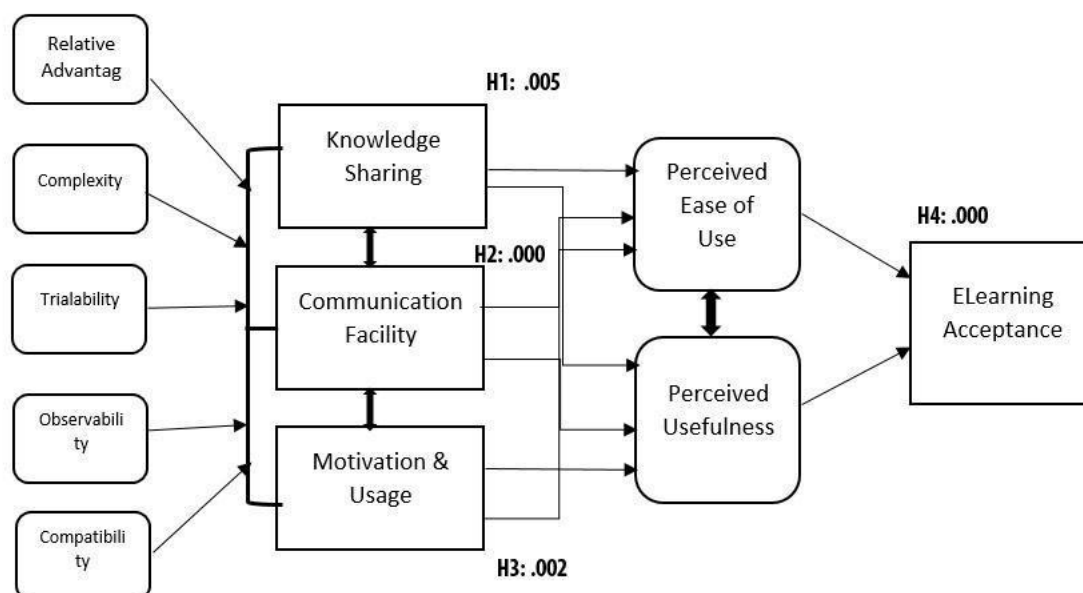 Relative
Advantag
Complexity
Trialability
Observabili
ty
Compatibili
ty
H1: .005
Knowledge
Sharing
H2: .000
Communication
Facility
Motivation &
Usage
H3: .002
Perceived
Ease of
Use
Perceived
Usefulness
H4: .000
ELearning
Acceptance